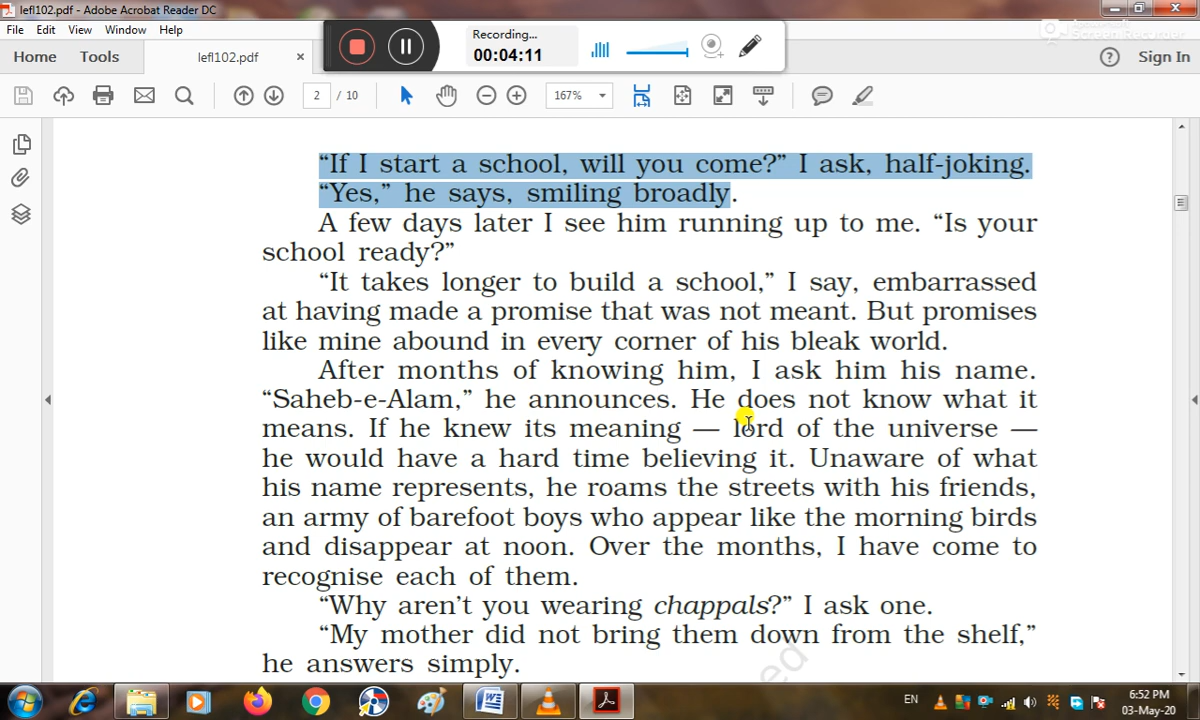 lefl102.pdf - Adobe Acrobat Reader DC
File Edit View Window Help
Recording...
00:04:11
Screen Recorder
Home Tools lefl102.pdf × Sign In
2 / 10 167%
“If I start a school, will you come?” I ask, half-joking.
“Yes,” he says, smiling broadly.
A few days later I see him running up to me. “Is your
school ready?”
“It takes longer to build a school,” I say, embarrassed
at having made a promise that was not meant. But promises
like mine abound in every corner of his bleak world.
After months of knowing him, I ask him his name.
“Saheb-e-Alam,” he announces. He does not know what it
means. If he knew its meaning — lord of the universe —
he would have a hard time believing it. Unaware of what
his name represents, he roams the streets with his friends,
an army of barefoot boys who appear like the morning birds
and disappear at noon. Over the months, I have come to
recognise each of them.
“Why aren’t you wearing chappals?” I ask one.
“My mother did not bring them down from the shelf,”
he answers simply.
EN 6:52 PM
03-May-20